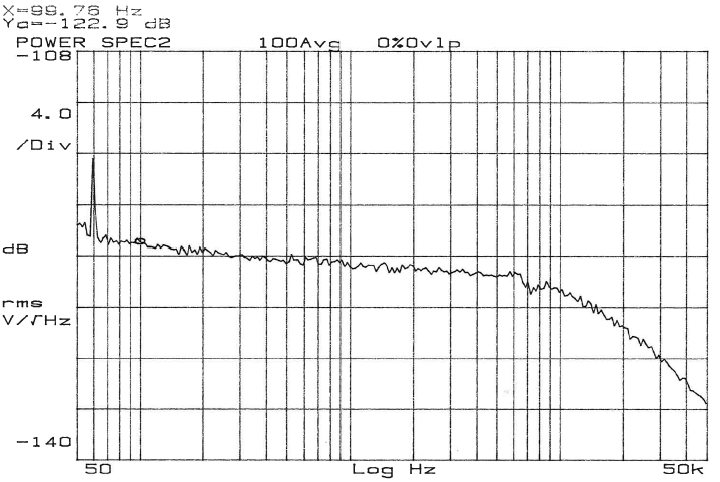 X=99.76 Hz
Ya=-122.9 dB
POWER SPEC2 100Avg 0%Ovlp
-108
4.0
/Div
dB
rms
V/√Hz
-140
50 Log Hz 50k